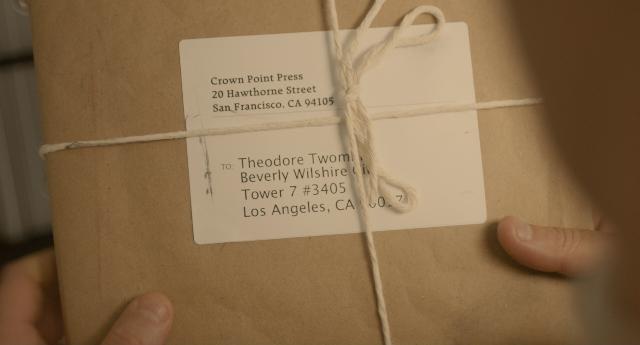 Crown Point Press
20 Hawthorne Street
San Francisco, CA 94105
TO: Theodore
Beverly Wilshire
Tower 7 #3405
Los Angeles, CA